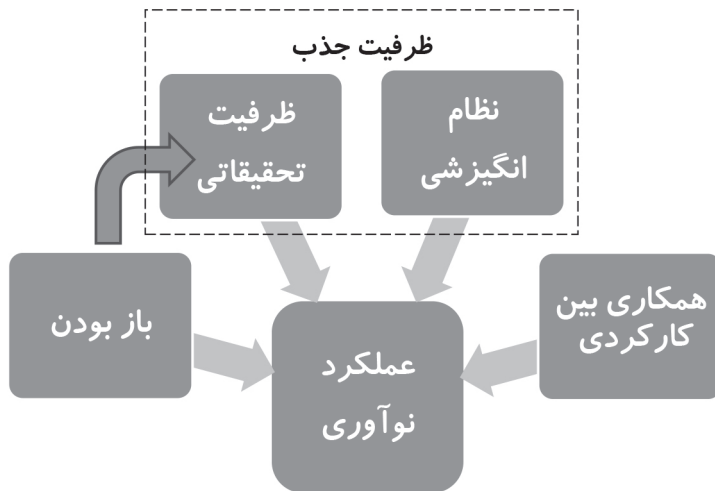 ظرفیت جذب
نظام
انگیزشی
ظرفیت
تحقیقاتی
همکاری بین
کارکردی
باز بودن
عملکرد
نوآوری